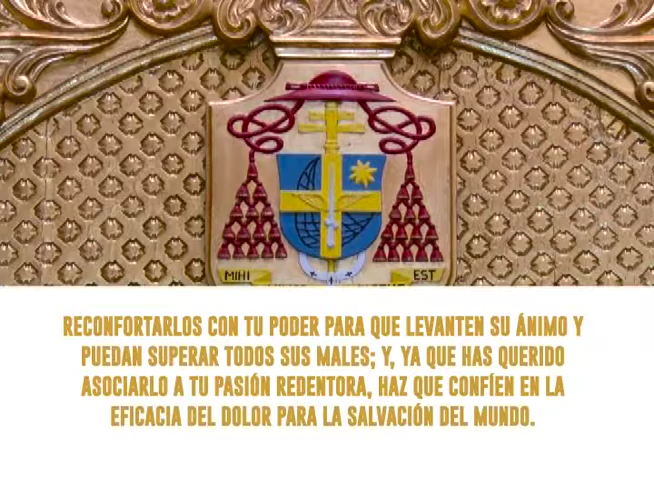 MIHI
EST
RECONFORTARLOS CON TU PODER PARA QUE LEVANTEN SU ÁNIMO Y
PUEDAN SUPERAR TODOS SUS MALES; Y, YA QUE HAS QUERIDO
ASOCIARLO A TU PASIÓN REDENTORA, HAZ QUE CONFÍEN EN LA
EFICACIA DEL DOLOR PARA LA SALVACIÓN DEL MUNDO.